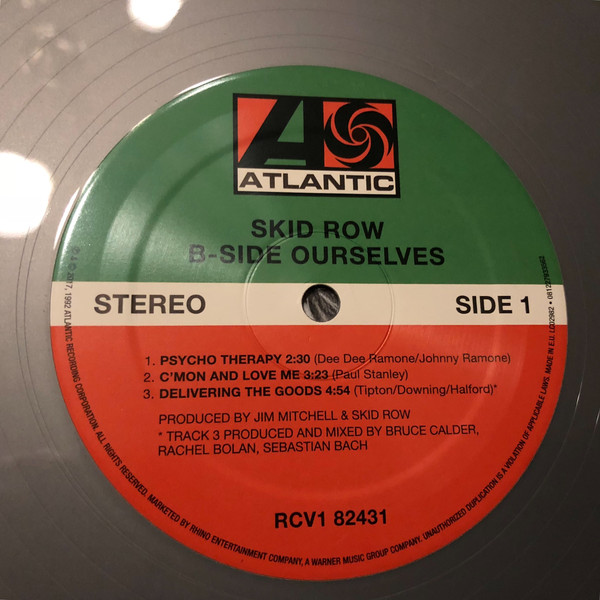 ATLANTIC
SKID ROW
B-SIDE OURSELVES
STEREO
SIDE 1
1. PSYCHO THERAPY 2:30 (Dee Dee Ramone/Johnny Ramone)
2. C'MON AND LOVE ME 3:23 (Paul Stanley)
3. DELIVERING THE GOODS 4:54 (Tipton/Downing/Halford)*
PRODUCED BY JIM MITCHELL & SKID ROW
* TRACK 3 PRODUCED AND MIXED BY BRUCE CALDER,
RACHEL BOLAN, SEBASTIAN BACH
RCV1 82431
℗ & © 2017, 1992 ATLANTIC RECORDING CORPORATION. ALL RIGHTS RESERVED. MARKETED BY RHINO ENTERTAINMENT COMPANY, A WARNER MUSIC GROUP COMPANY. UNAUTHORIZED DUPLICATION IS A VIOLATION OF APPLICABLE LAWS. MADE IN E.U. LC02982 •